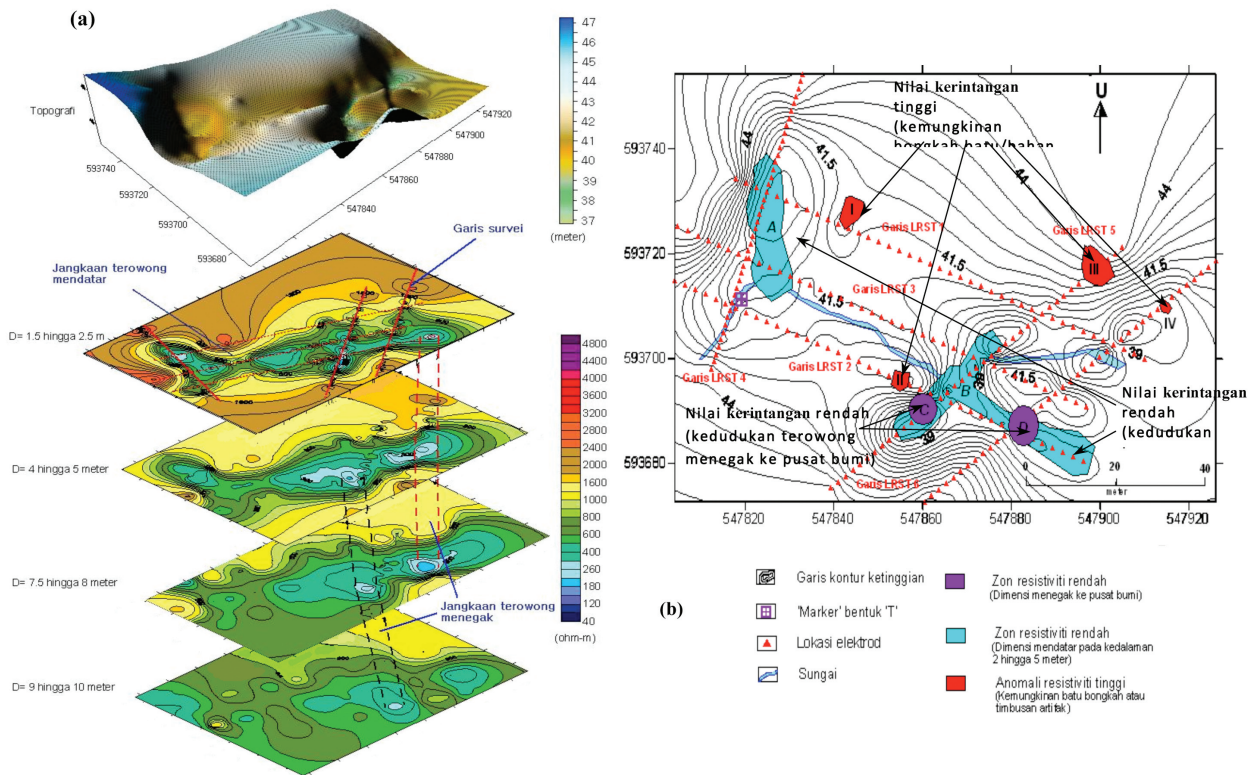 (a)
47
46
45
44
43
42
41
40
39
38
37
(meter)
Topografi
593740
593720
593700
593680
547840
547860
547880
547900
547920
Garis survei
Jangkaan terowong
mendatar
D= 1.5 hingga 2.5 m
D= 4 hingga 5 meter
D= 7.5 hingga 8 meter
D= 9 hingga 10 meter
Jangkaan terowong
menegak
4800
4400
4000
3600
3200
2800
2400
2000
1600
1000
800
600
400
260
180
120
40
(ohm-m)
(b)
Nilai kerintangan
tinggi
(kemungkinan
bongkah batu/bahan
U
593740
593720
593700
593680
547820
547840
547860
547880
547900
547920
44
41.5
44
44
41.5
41.5
41.5
41.5
39
39
39
44
A
B
C
D
I
II
III
IV
Garis LRST
Garis LRST 5
Garis LRST 3
Garis LRST 2
Garis LRST 4
Garis LRST 6
Nilai kerintangan rendah
(kedudukan terowong
menegak ke pusat bumi)
Nilai kerintangan
rendah
(kedudukan
0 20 40
meter
Garis kontur ketinggian
'Marker' bentuk 'T'
Lokasi elektrod
Sungai
Zon resistiviti rendah
(Dimensi menegak ke pusat bumi)
Zon resistiviti rendah
(Dimensi mendatar pada kedalaman
2 hingga 5 meter)
Anomali resistiviti tinggi
(Kemungkinan batu bongkah atau
timbusan artifak)